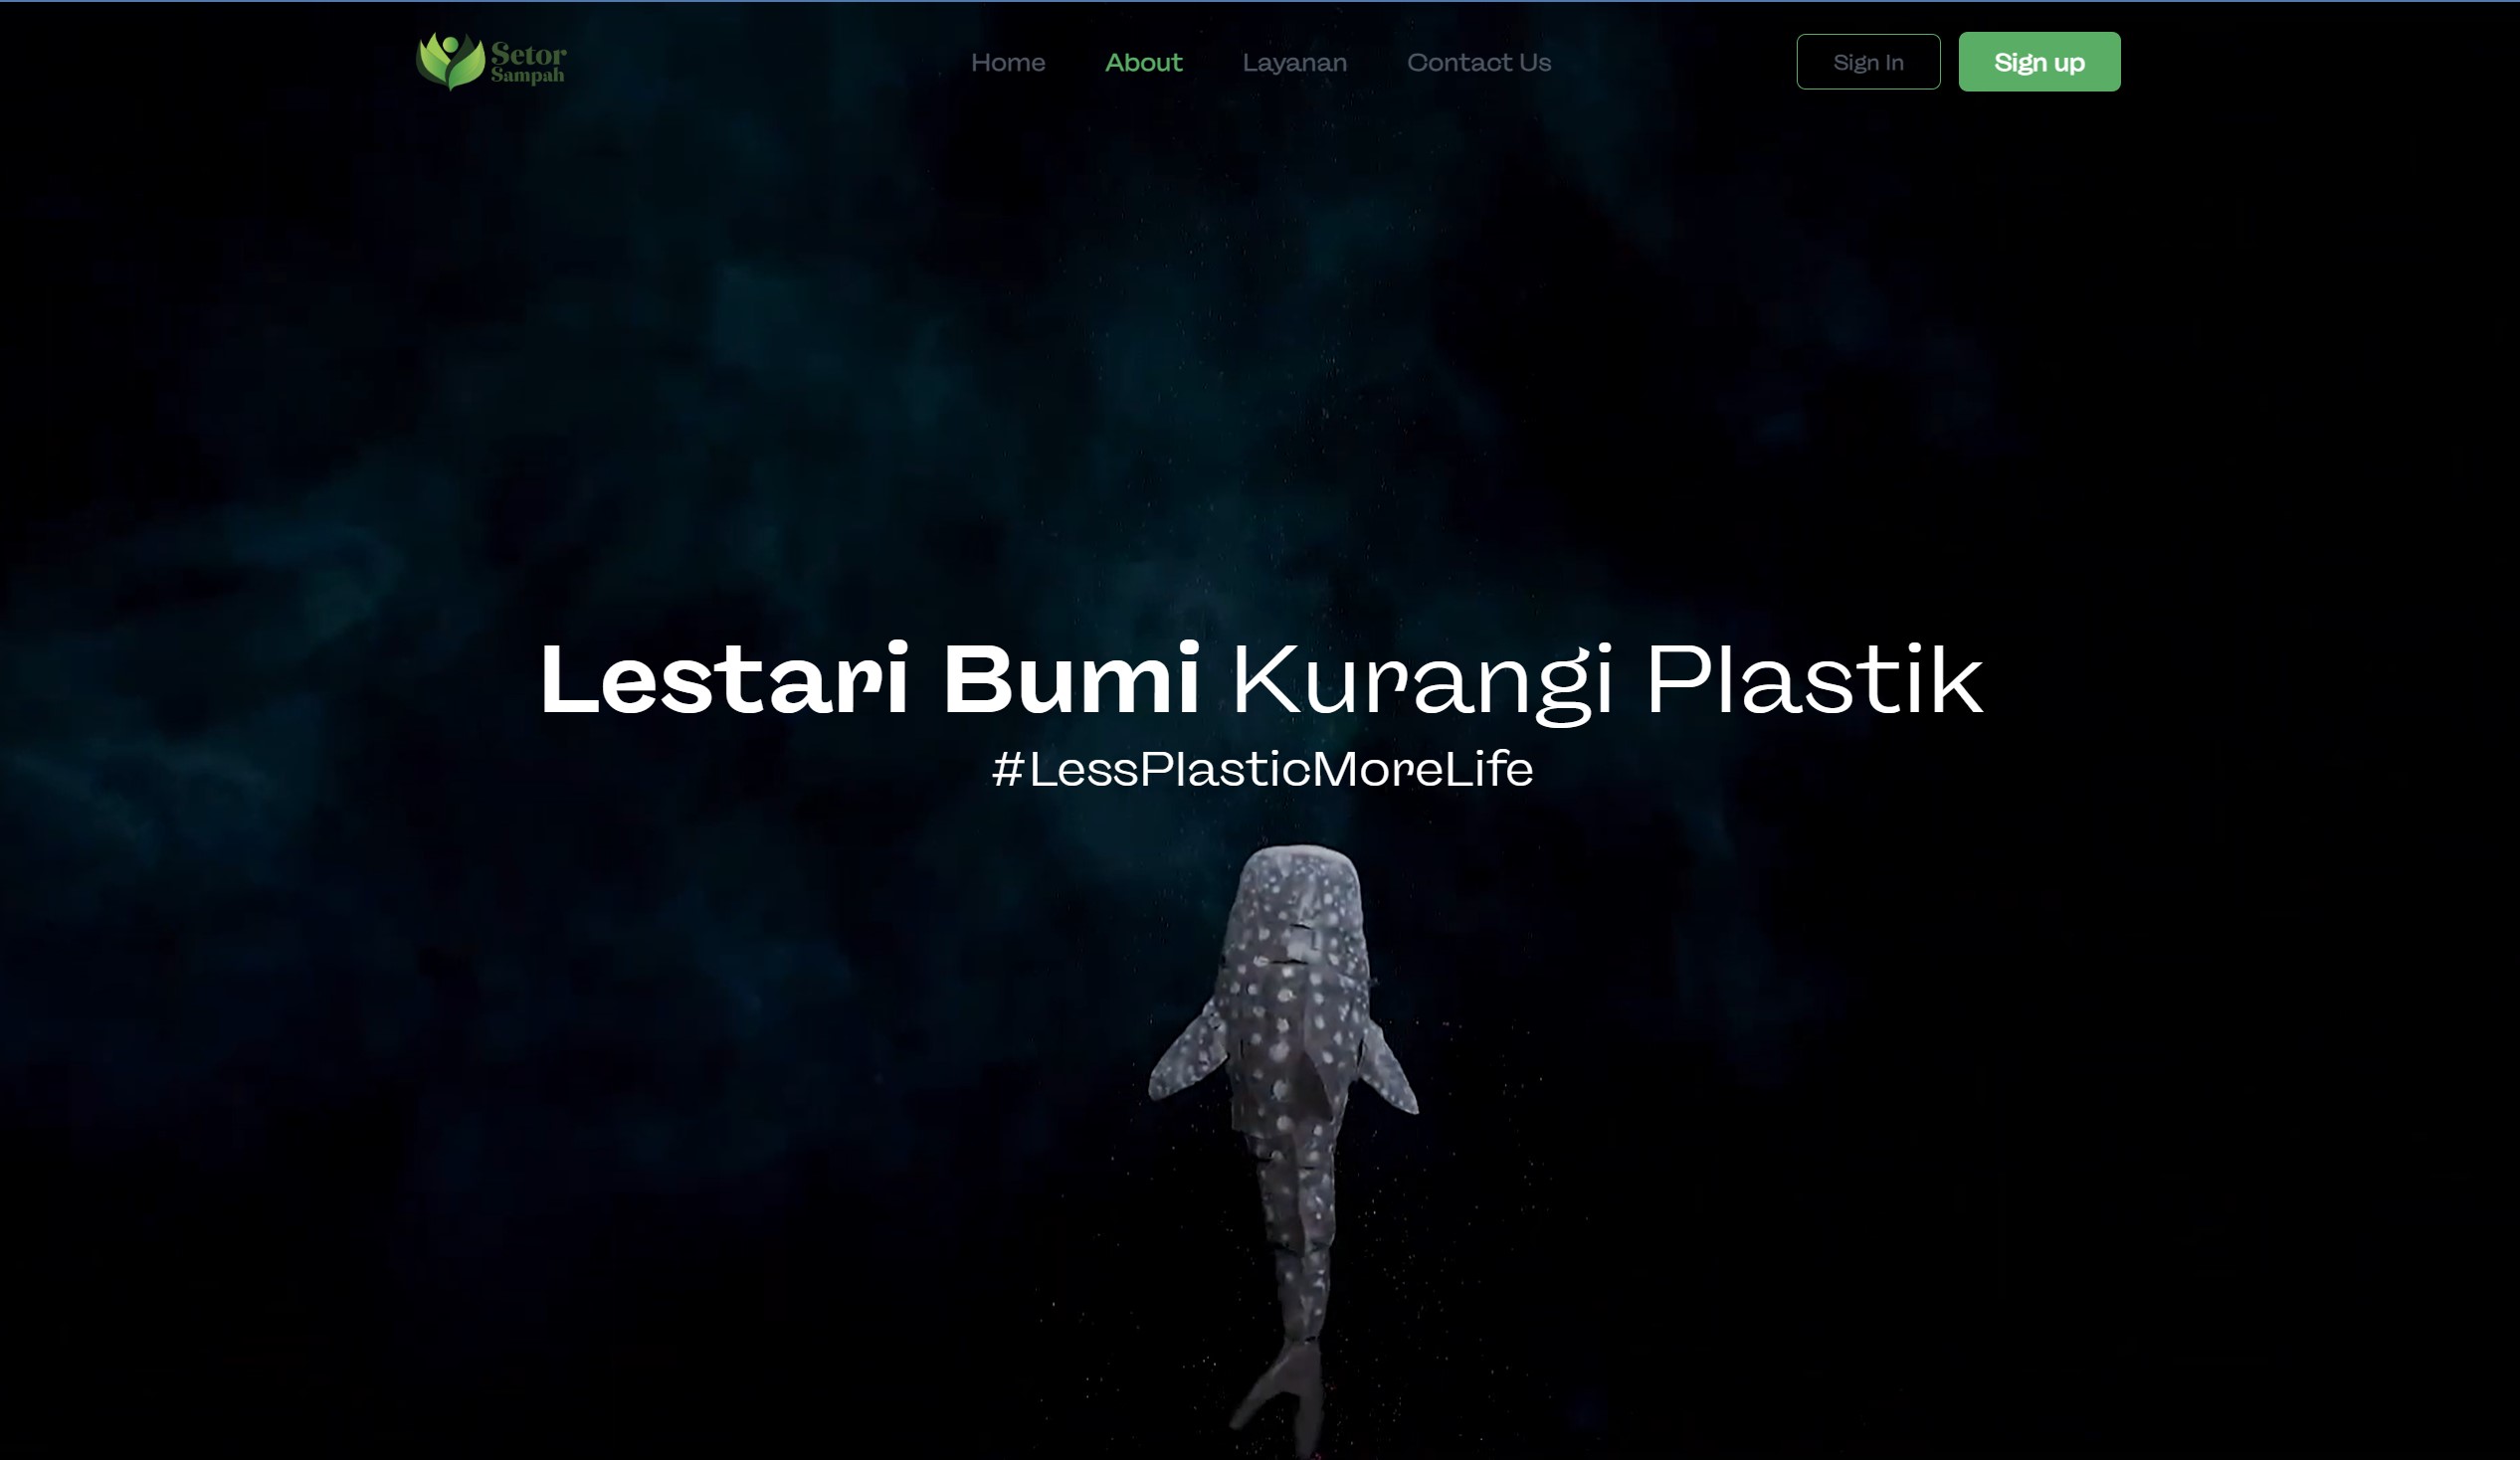 Setor
Sampah
Home
About
Layanan
Contact Us
Sign In
Sign up
Lestari Bumi Kurangi Plastik
#LessPlasticMoreLife